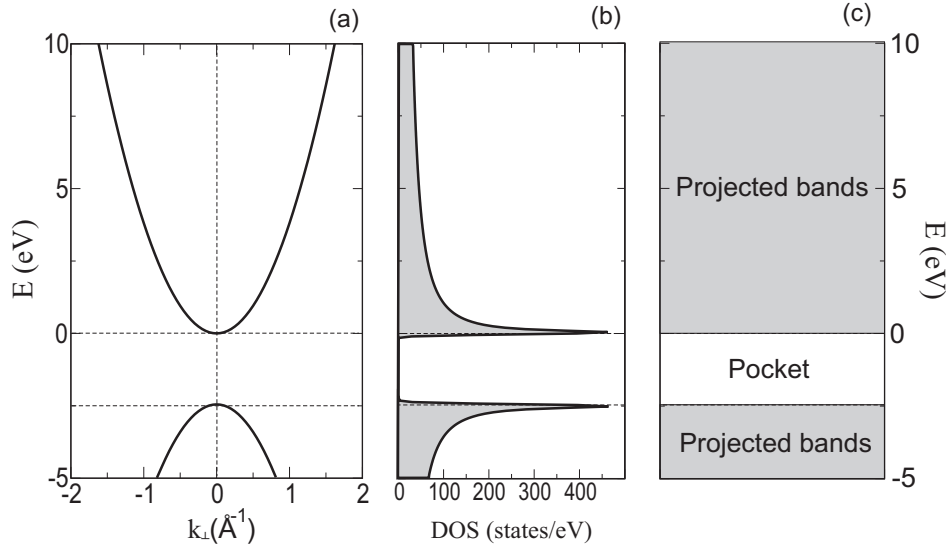 (a)
(b)
(c)
10
5
0
-5
E (eV)
-2
-1
0
1
2
k⊥(Å⁻¹)
0
100
200
300
400
DOS (states/eV)
Projected bands
Pocket
Projected bands
10
5
0
-5
E (eV)